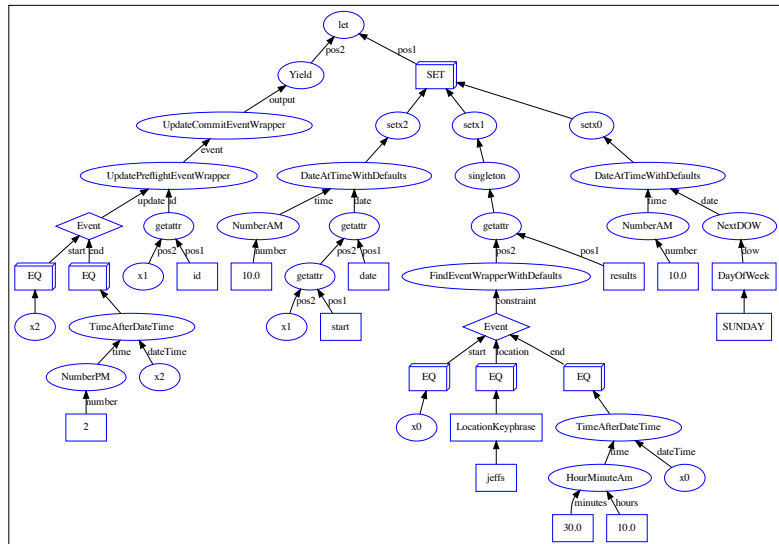 let
pos2
pos1
Yield
SET
output
UpdateCommitEventWrapper
setx2
setx1
setx0
event
UpdatePreflightEventWrapper
DateAtTimeWithDefaults
singleton
DateAtTimeWithDefaults
update
id
time
date
time
date
Event
getattr
NumberAM
getattr
getattr
NumberAM
NextDOW
start
end
pos2
pos1
number
pos2
pos1
pos2
pos1
number
dow
EQ
EQ
x1
id
10.0
getattr
date
FindEventWrapperWithDefaults
results
10.0
DayOfWeek
pos2
pos1
constraint
x2
TimeAfterDateTime
x1
start
Event
SUNDAY
time
dateTime
start
location
end
NumberPM
x2
EQ
EQ
EQ
number
2
x0
LocationKeyphrase
TimeAfterDateTime
time
dateTime
jeffs
HourMinuteAm
x0
minutes
hours
30.0
10.0